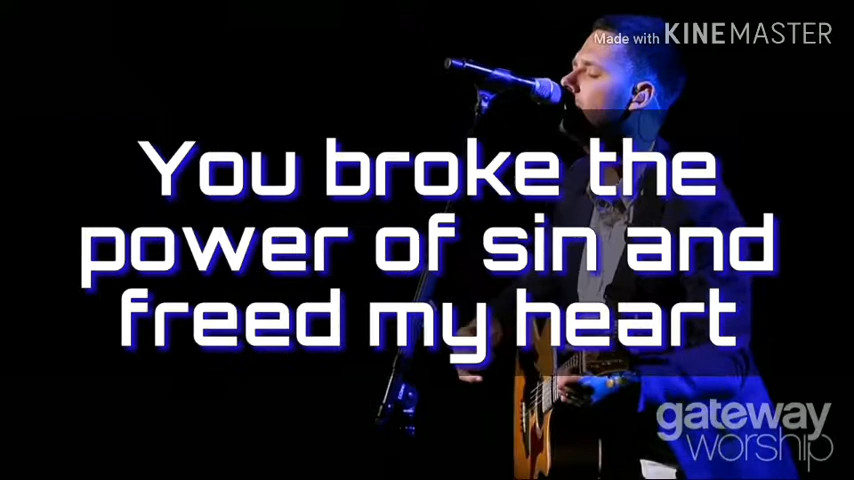 Made with KINEMASTER
You broke the
power of sin and
freed my heart
gateway
worship